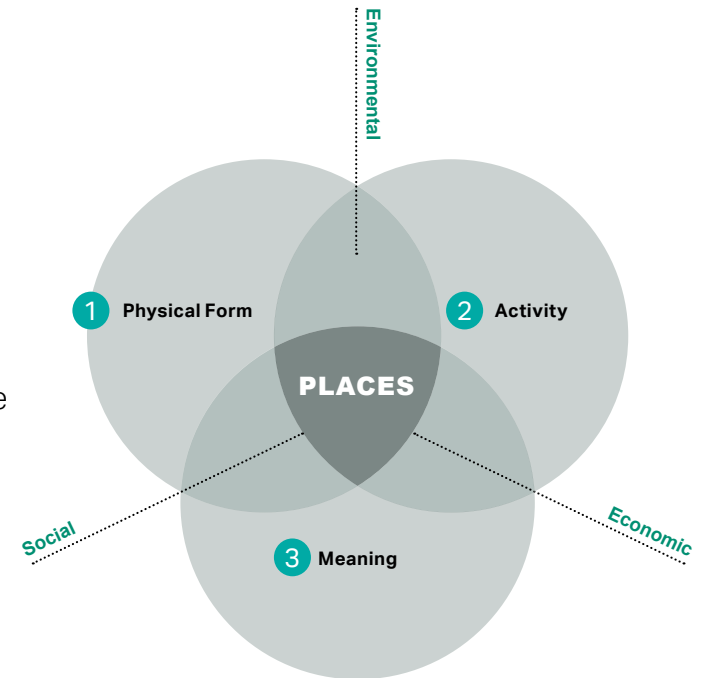 Environmental
1 Physical Form
2 Activity
PLACES
e
Social
Economic
3 Meaning